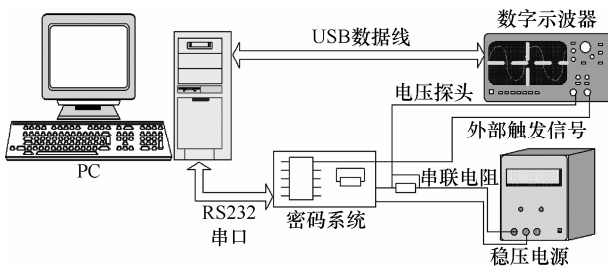 数字示波器
USB数据线
电压探头
外部触发信号
PC
串联电阻
RS232
串口
密码系统
稳压电源